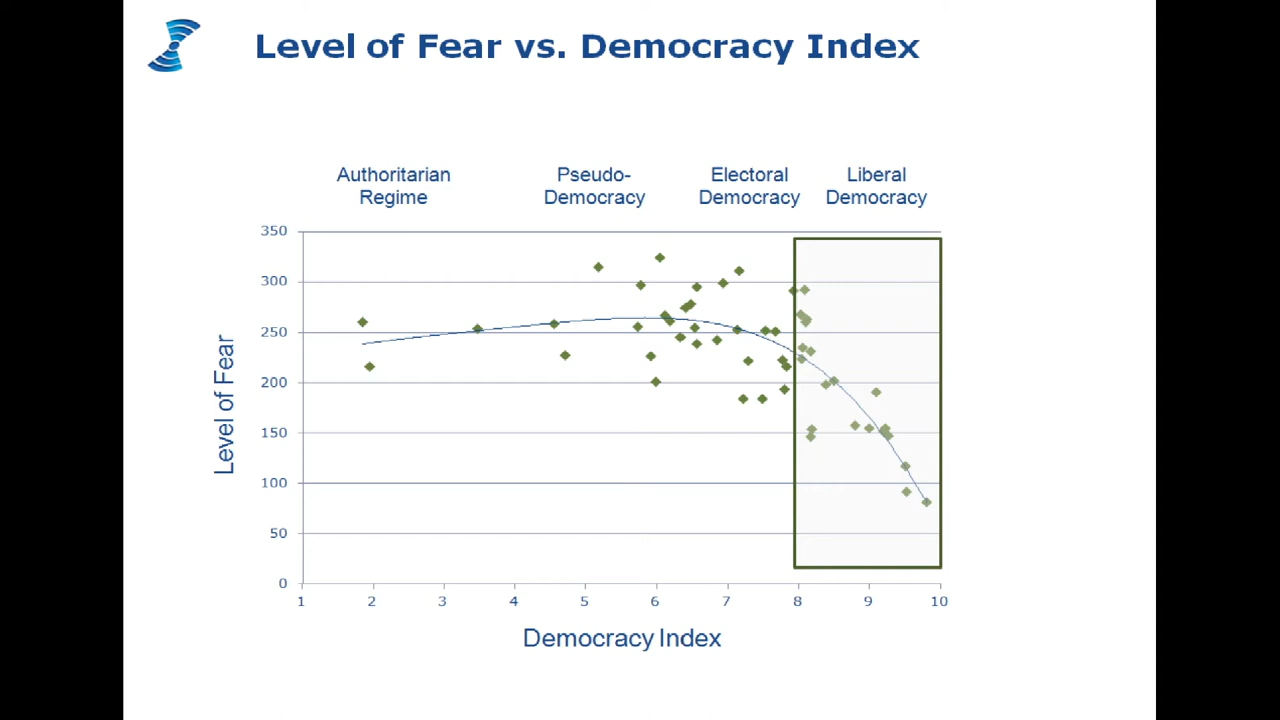 Level of Fear vs. Democracy Index
Authoritarian
Regime
Pseudo-
Democracy
Electoral
Democracy
Liberal
Democracy
350
300
250
200
150
100
50
0
Level of Fear
1 2 3 4 5 6 7 8 9 10
Democracy Index